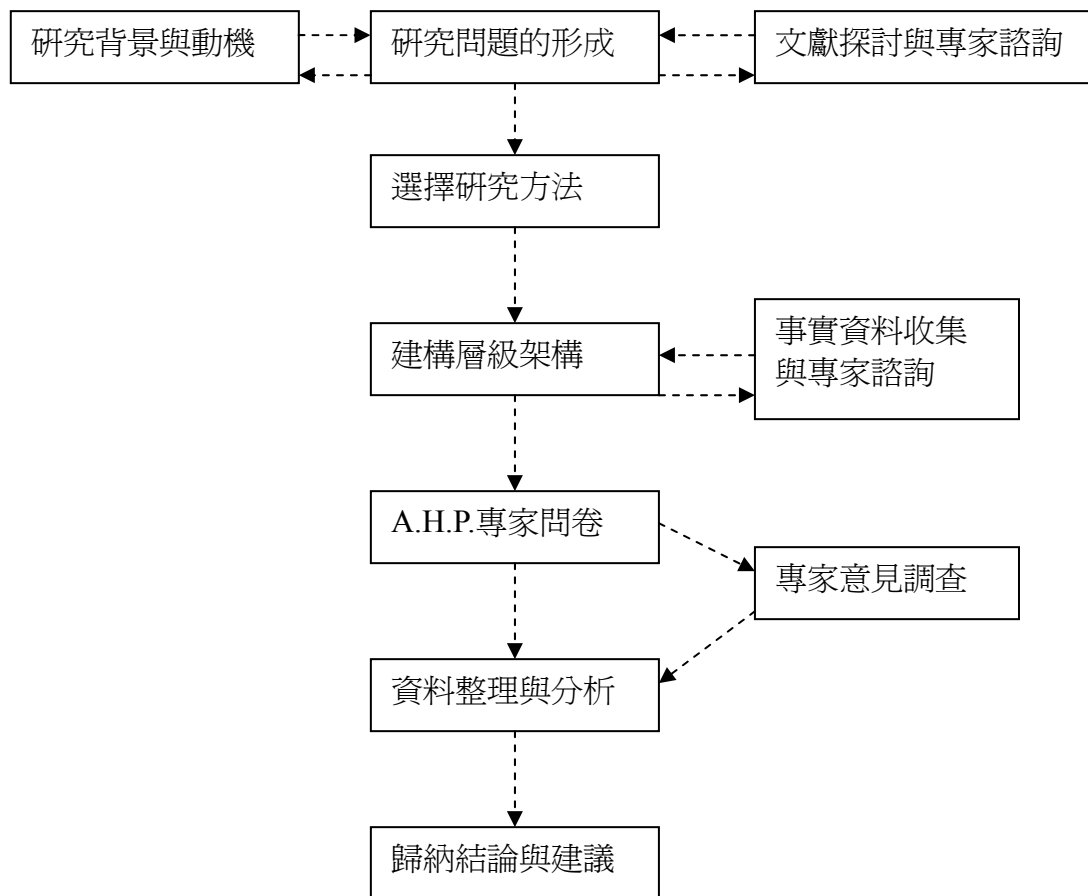 研究背景與動機
研究問題的形成
文獻探討與專家諮詢
選擇研究方法
建構層級架構
事實資料收集
與專家諮詢
A.H.P.專家問卷
專家意見調查
資料整理與分析
歸納結論與建議